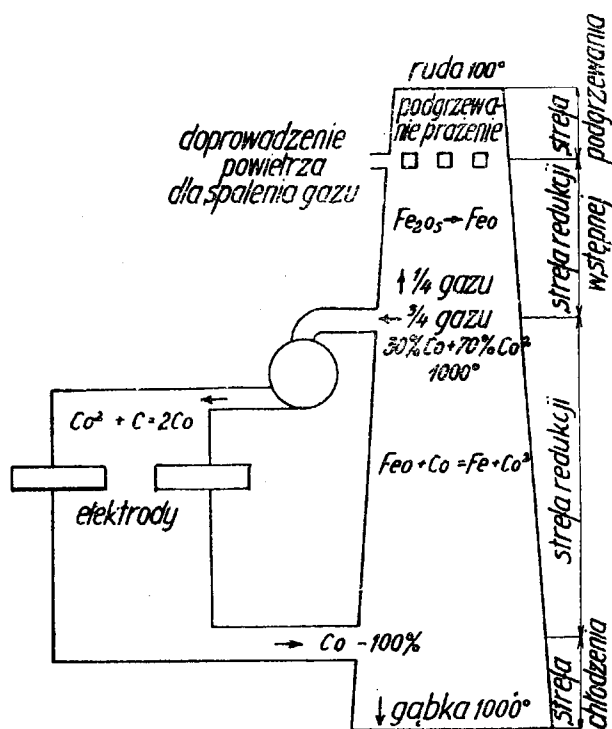 ruda 100°
podgrzewa-
nie prażenie
doprowadzenie
powietrza
dla spalenia gazu
Fe₂O₃ → FeO
↑ 1/4 gazu
← 3/4 gazu
30% Co + 70% Co²
1000°
Co² + C = 2Co
Feo + Co = Fe + Co²
elektrody
→ Co - 100%
↓ gąbka 1000°
strefa
podgrzewania
strefa redukcji
wstępnej
strefa redukcji
strefa
chłodzenia